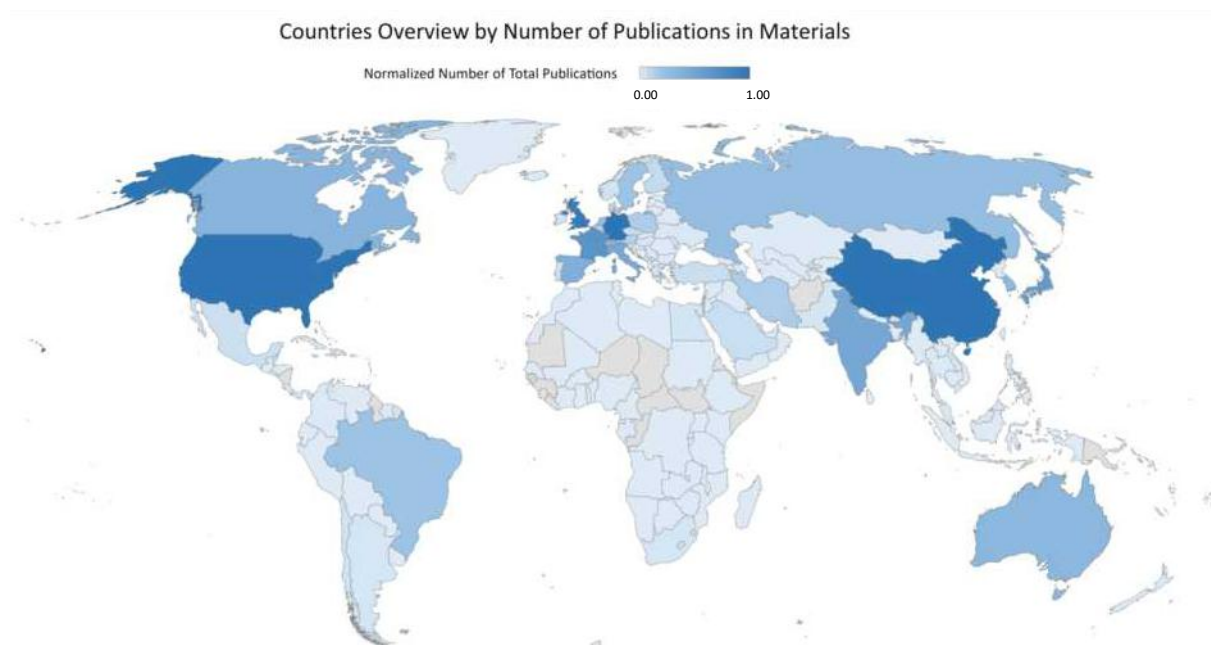 Countries Overview by Number of Publications in Materials
Normalized Number of Total Publications
0.00 1.00